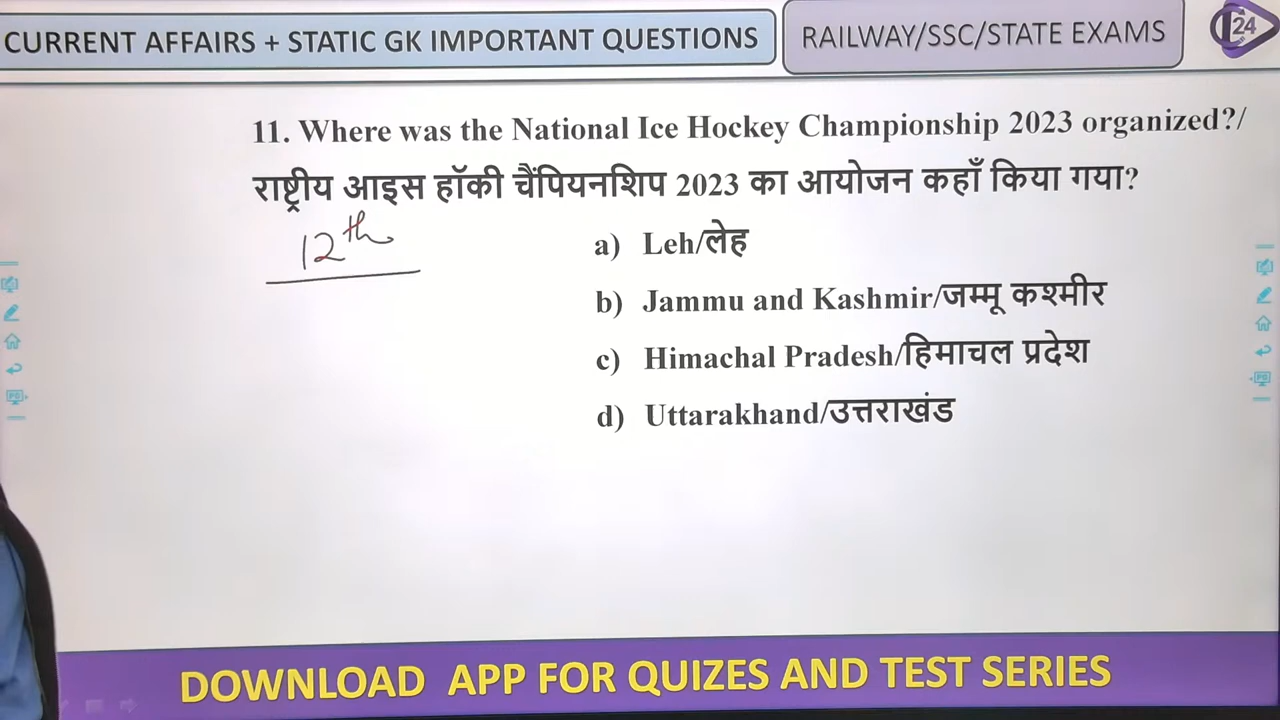 CURRENT AFFAIRS + STATIC GK IMPORTANT QUESTIONS
RAILWAY/SSC/STATE EXAMS
24
11. Where was the National Ice Hockey Championship 2023 organized?/
राष्ट्रीय आइस हॉकी चैंपियनशिप 2023 का आयोजन कहाँ किया गया?
12th
a) Leh/लेह
b) Jammu and Kashmir/जम्मू कश्मीर
c) Himachal Pradesh/हिमाचल प्रदेश
d) Uttarakhand/उत्तराखंड
DOWNLOAD APP FOR QUIZES AND TEST SERIES